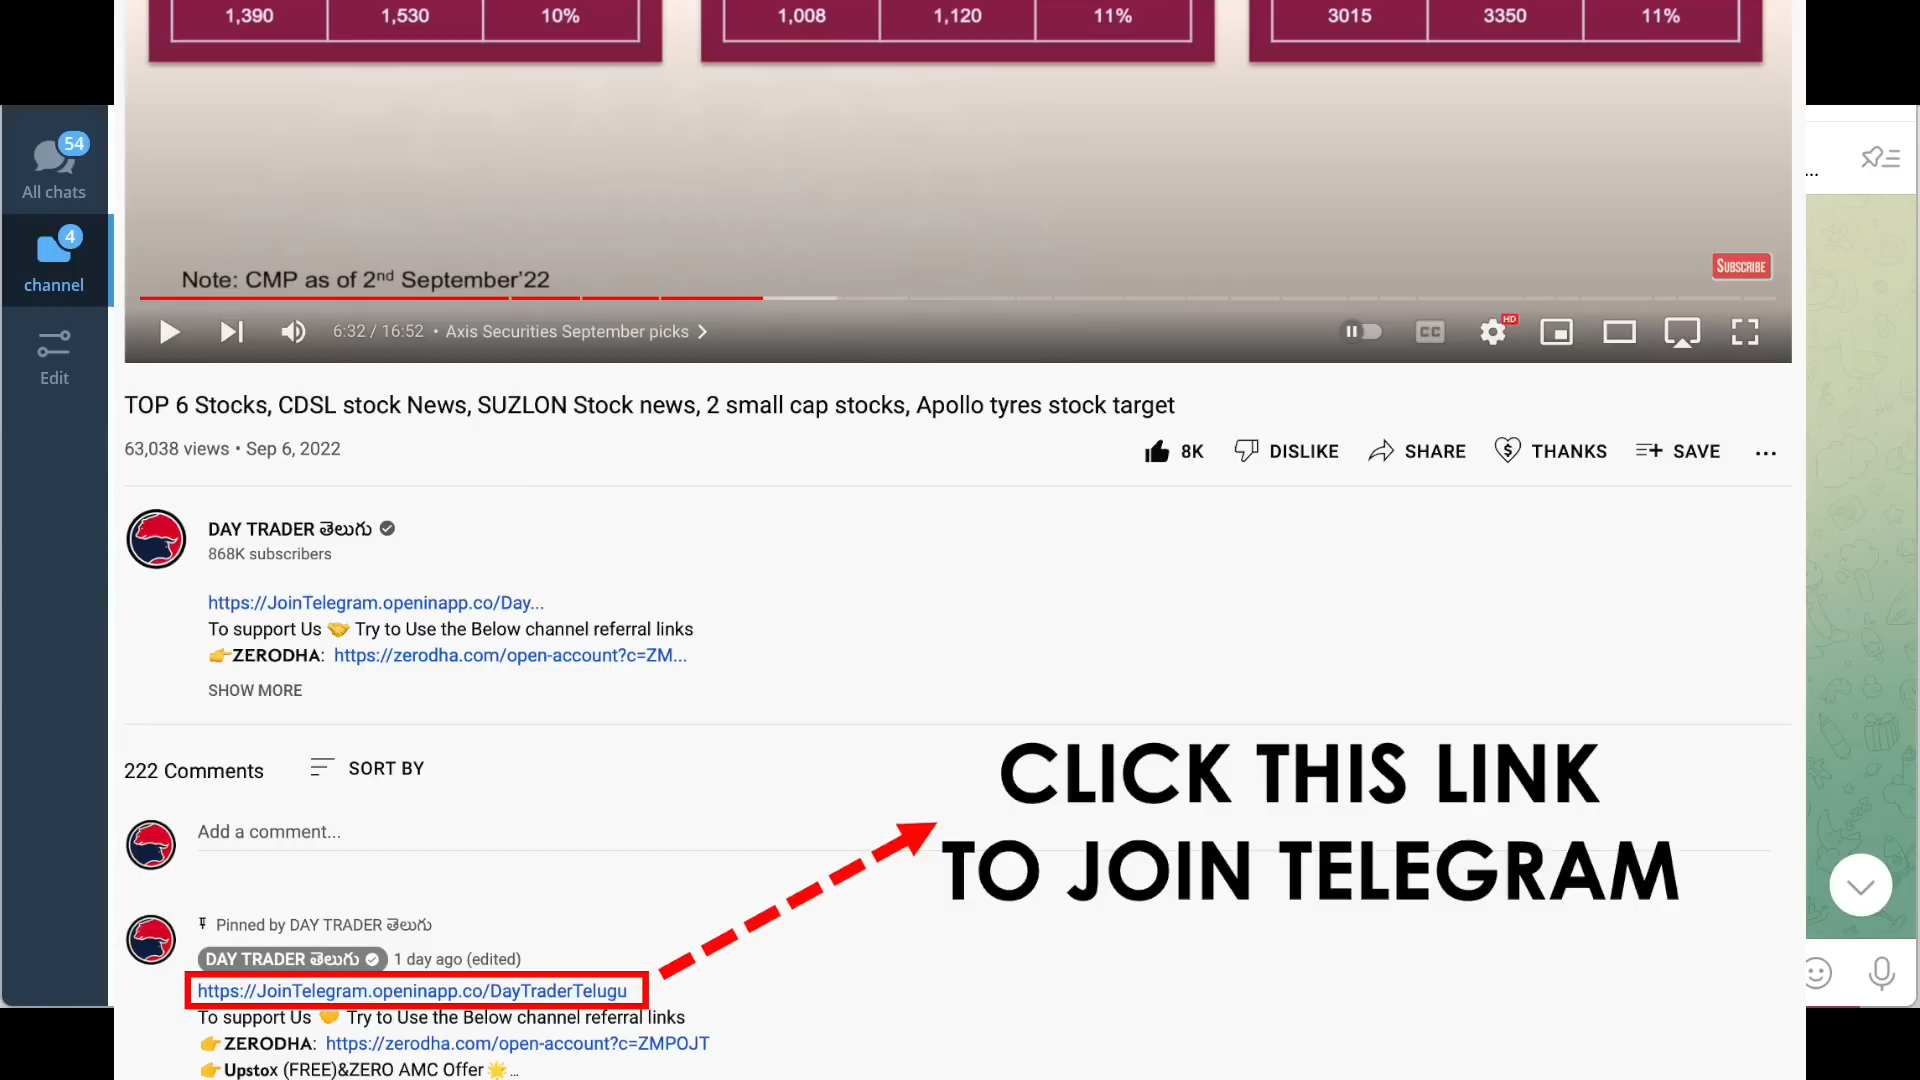 1,390 1,530 10% 1,008 1,120 11% 3015 3350 11%
54
All chats
4
channel
Edit
...
Note: CMP as of 2nd September'22
SUBSCRIBE
6:32 / 16:52 • Axis Securities September picks
CC
HD
TOP 6 Stocks, CDSL stock News, SUZLON Stock news, 2 small cap stocks, Apollo tyres stock target
63,038 views • Sep 6, 2022
8K DISLIKE SHARE THANKS SAVE ...
DAY TRADER తెలుగు
868K subscribers
https://JoinTelegram.openinapp.co/Day...
To support Us 🤝 Try to Use the Below channel referral links
👉ZERODHA: https://zerodha.com/open-account?c=ZM...
SHOW MORE
222 Comments SORT BY
CLICK THIS LINK
TO JOIN TELEGRAM
Add a comment...
Pinned by DAY TRADER తెలుగు
DAY TRADER తెలుగు 1 day ago (edited)
https://JoinTelegram.openinapp.co/DayTraderTelugu
To support Us 🤝 Try to Use the Below channel referral links
👉ZERODHA: https://zerodha.com/open-account?c=ZMPOJT
👉Upstox (FREE)&ZERO AMC Offer🌟...